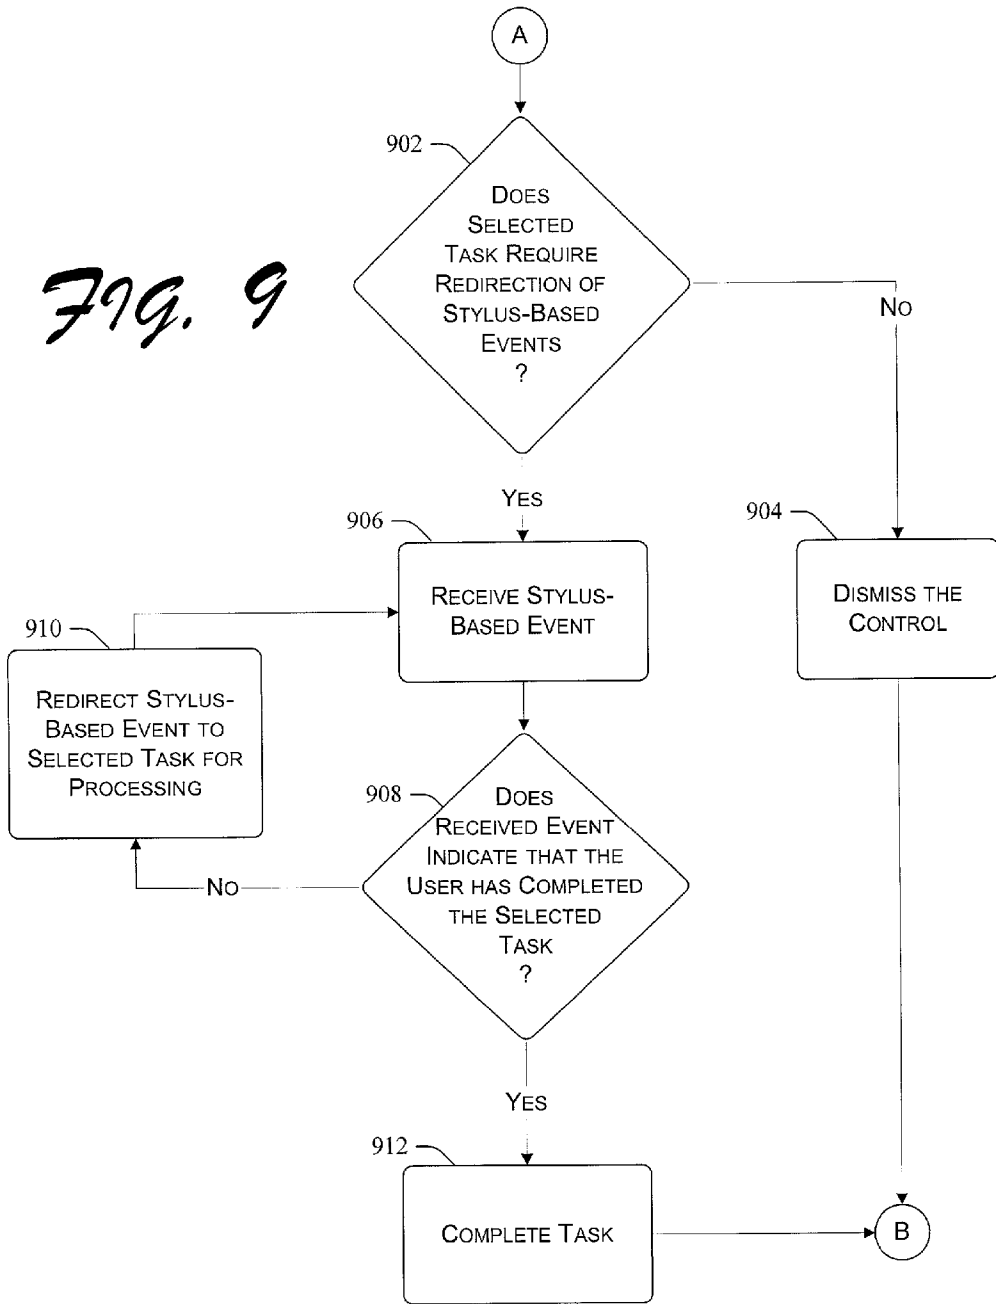 A
902
DOES
SELECTED
TASK REQUIRE
REDIRECTION OF
STYLUS-BASED
EVENTS
?
FIG. 9
NO
YES
906
904
RECEIVE STYLUS-
BASED EVENT
DISMISS THE
CONTROL
910
REDIRECT STYLUS-
BASED EVENT TO
SELECTED TASK FOR
PROCESSING
908
DOES
RECEIVED EVENT
INDICATE THAT THE
USER HAS COMPLETED
THE SELECTED
TASK
?
NO
YES
912
COMPLETE TASK
B